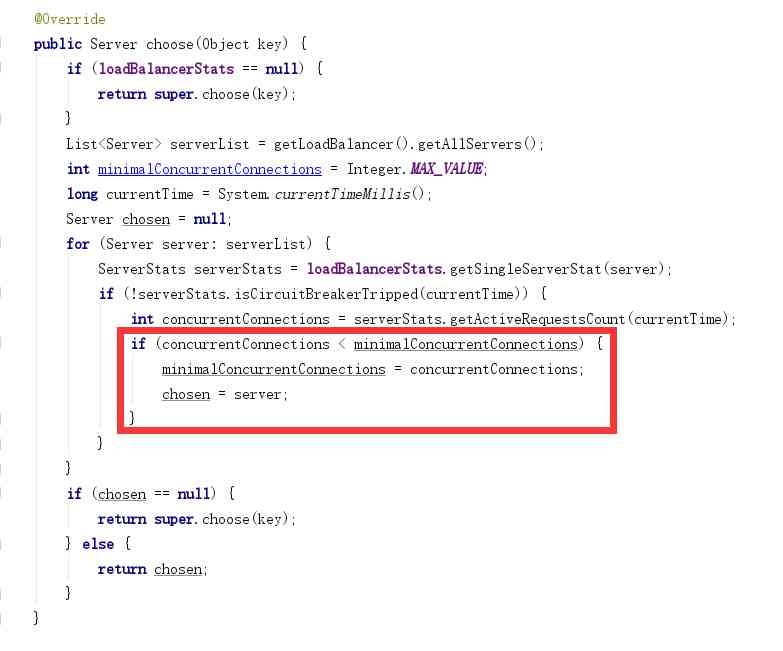 @Override
public Server choose(Object key) {
    if (loadBalancerStats == null) {
        return super.choose(key);
    }
    List<Server> serverList = getLoadBalancer().getAllServers();
    int minimalConcurrentConnections = Integer.MAX_VALUE;
    long currentTime = System.currentTimeMillis();
    Server chosen = null;
    for (Server server: serverList) {
        ServerStats serverStats = loadBalancerStats.getSingleServerStat(server);
        if (!serverStats.isCircuitBreakerTripped(currentTime)) {
            int concurrentConnections = serverStats.getActiveRequestsCount(currentTime);
            if (concurrentConnections < minimalConcurrentConnections) {
                minimalConcurrentConnections = concurrentConnections;
                chosen = server;
            }
        }
    }
    if (chosen == null) {
        return super.choose(key);
    } else {
        return chosen;
    }
}